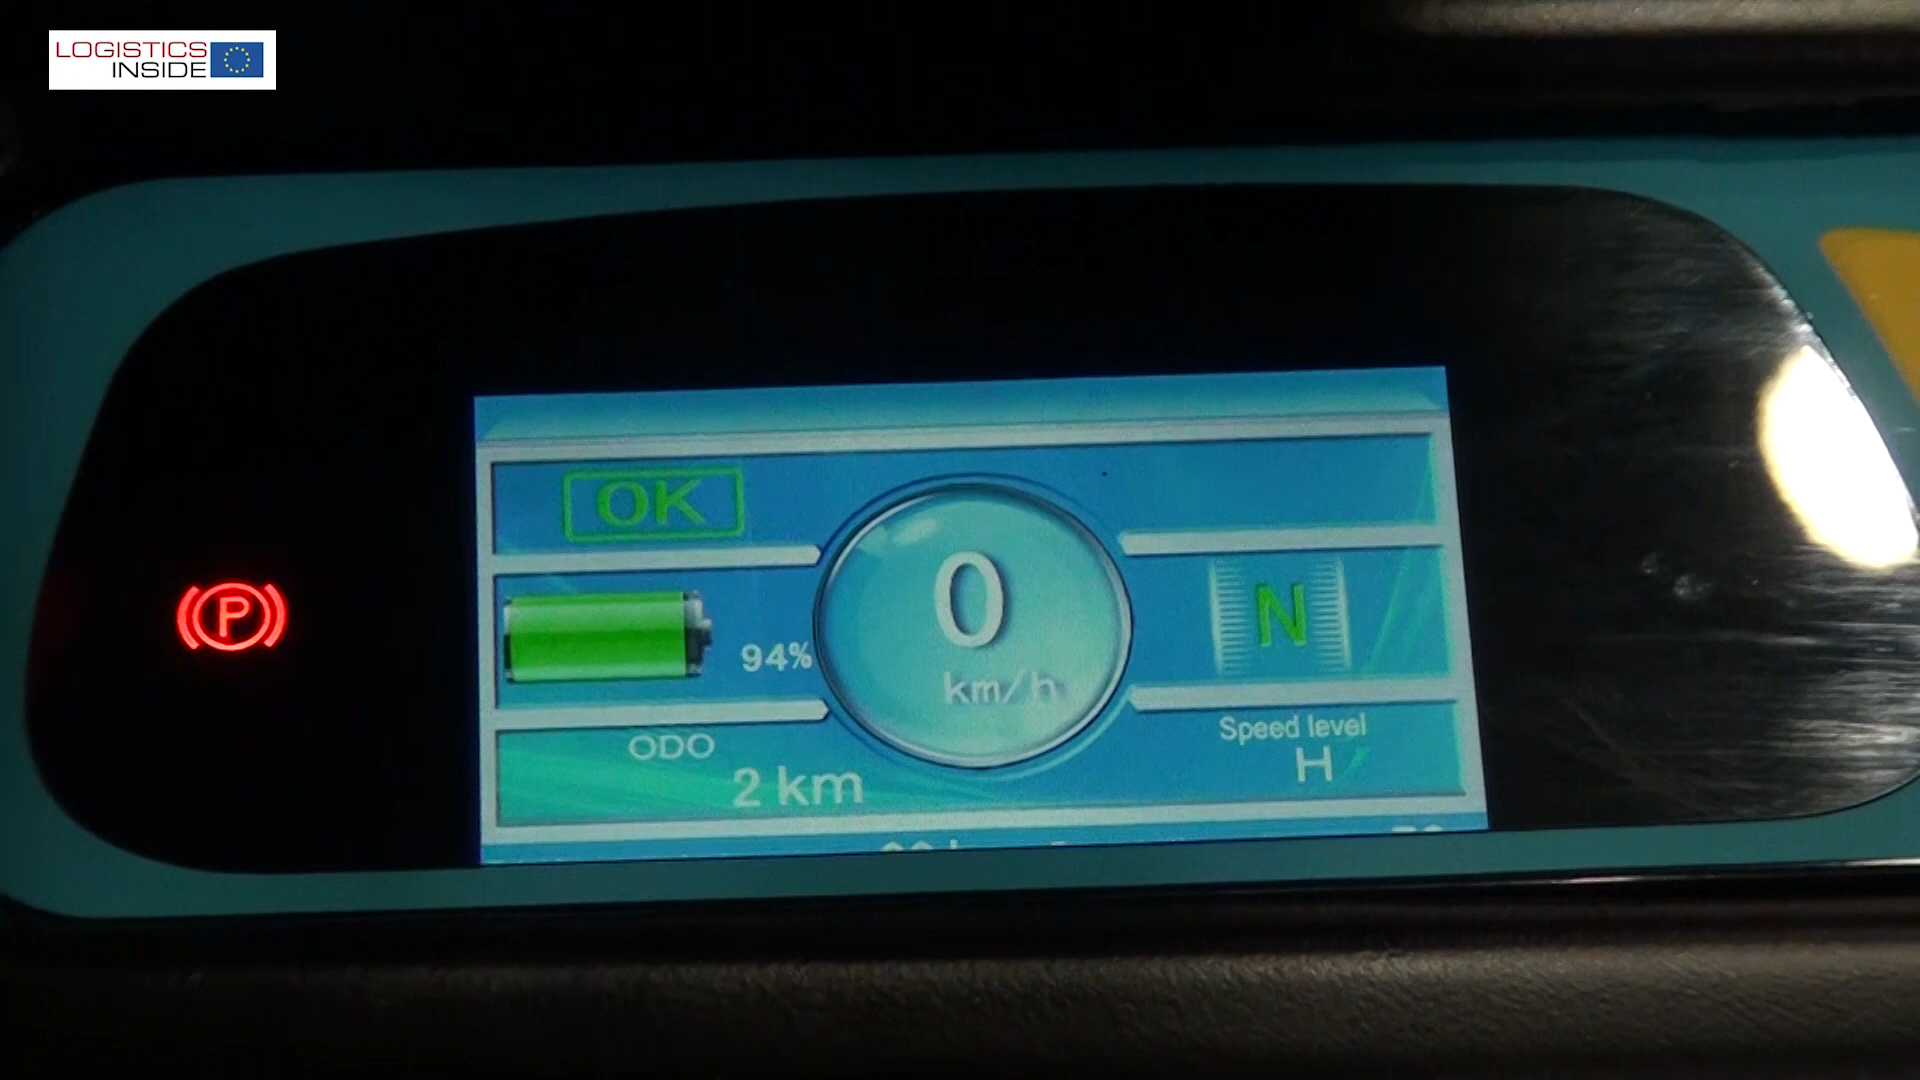 LOGISTICS
INSIDE
OK
P
94%
0
km/h
N
ODO
2 km
Speed level
H